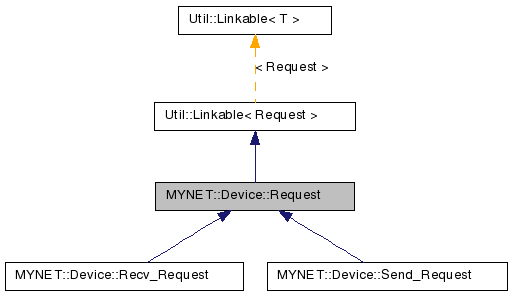 Util::Linkable< T >
< Request >
Util::Linkable< Request >
MYNET::Device::Request
MYNET::Device::Recv_Request
MYNET::Device::Send_Request